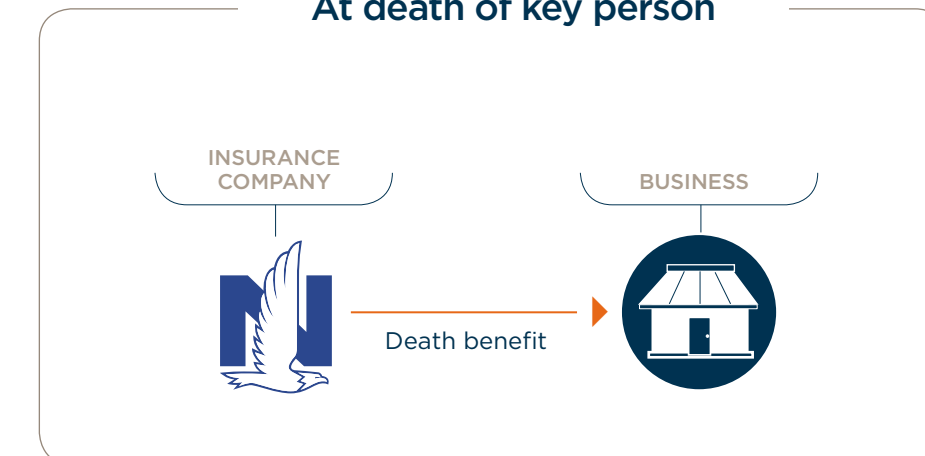 At death of key person
INSURANCE
COMPANY
BUSINESS
N
Death benefit